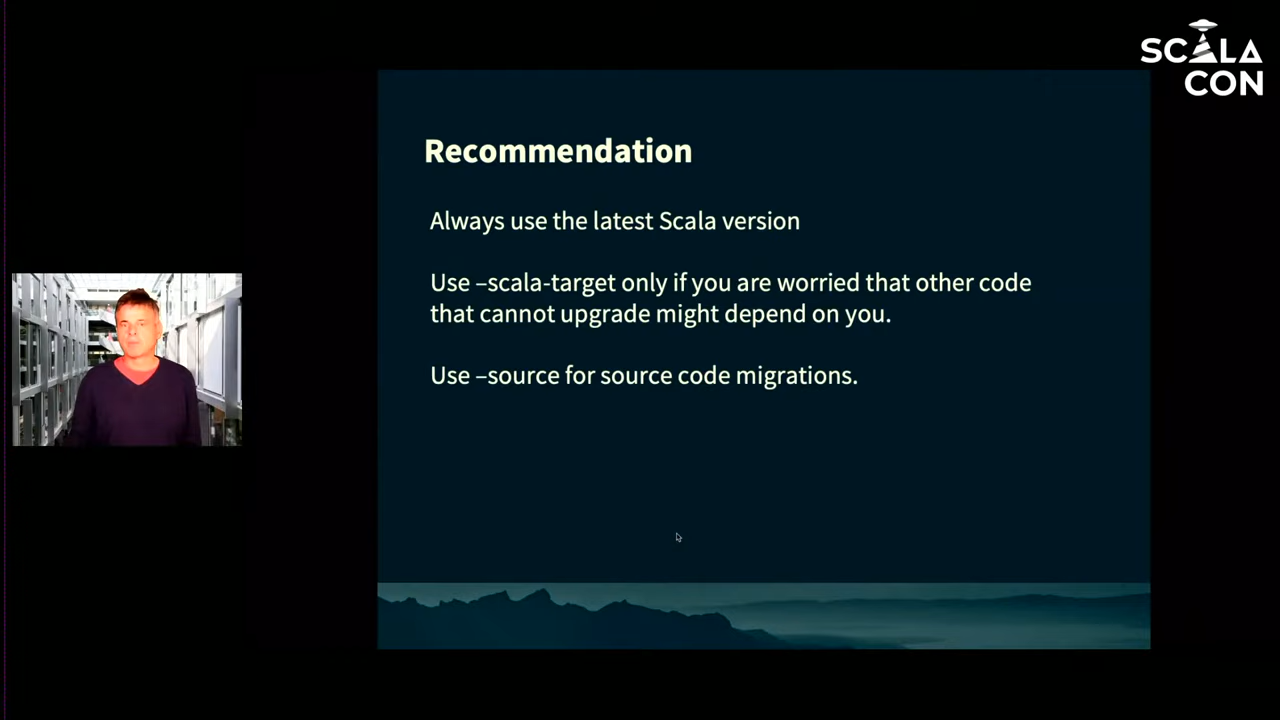 SCALA
CON
Recommendation
Always use the latest Scala version
Use –scala-target only if you are worried that other code
that cannot upgrade might depend on you.
Use –source for source code migrations.